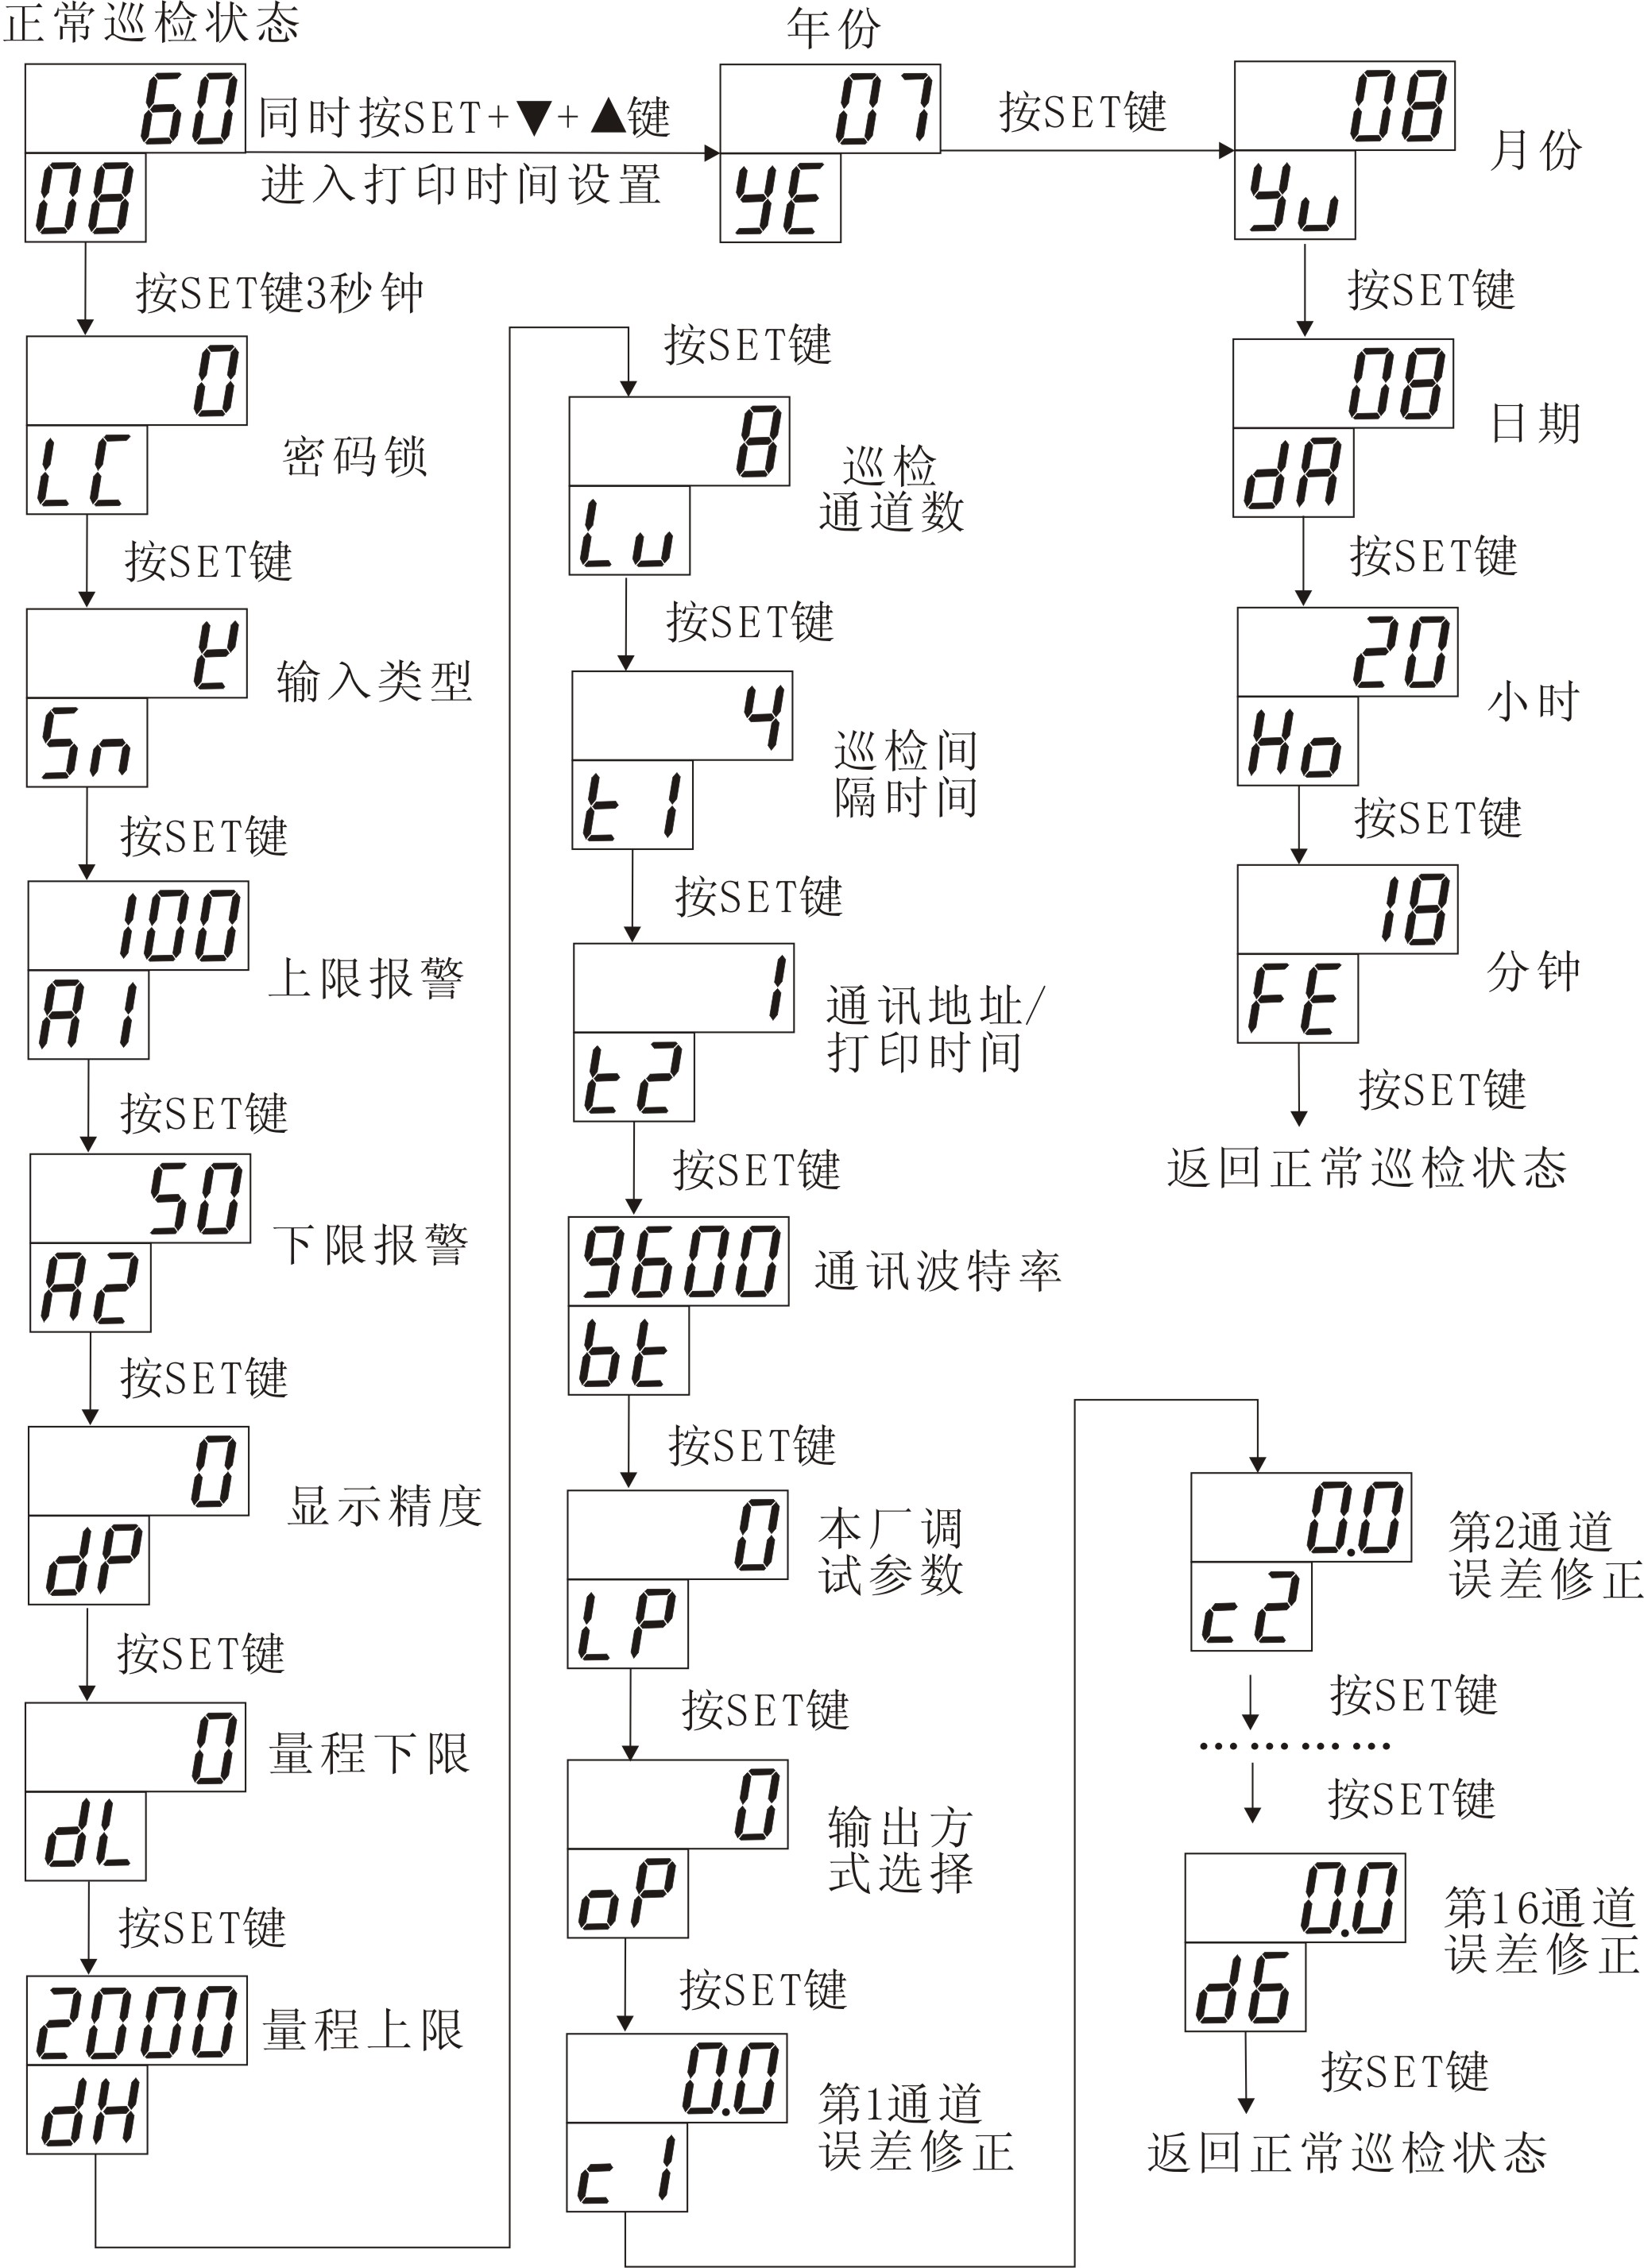 正常巡检状态
60
08
同时按SET+▼+▲键
进入打印时间设置
年份
07
YE
按SET键
08
Yu
月份
按SET键3秒钟
0
LC
密码锁
按SET键
Sn
输入类型
按SET键
100
A1
上限报警
按SET键
50
A2
下限报警
按SET键
0
dP
显示精度
按SET键
0
dL
量程下限
按SET键
2000
dH
量程上限
按SET键
8
Lu
巡检
通道数
按SET键
4
t1
巡检间
隔时间
按SET键
1
t2
通讯地址/
打印时间
按SET键
9600
bt
通讯波特率
按SET键
0
LP
本厂调
试参数
按SET键
0
oP
输出方
式选择
按SET键
0.0
c1
第1通道
误差修正
按SET键
08
dA
日期
按SET键
20
Ho
小时
按SET键
18
FE
分钟
按SET键
返回正常巡检状态
0.0
c2
第2通道
误差修正
按SET键
…………
按SET键
0.0
d6
第16通道
误差修正
按SET键
返回正常巡检状态